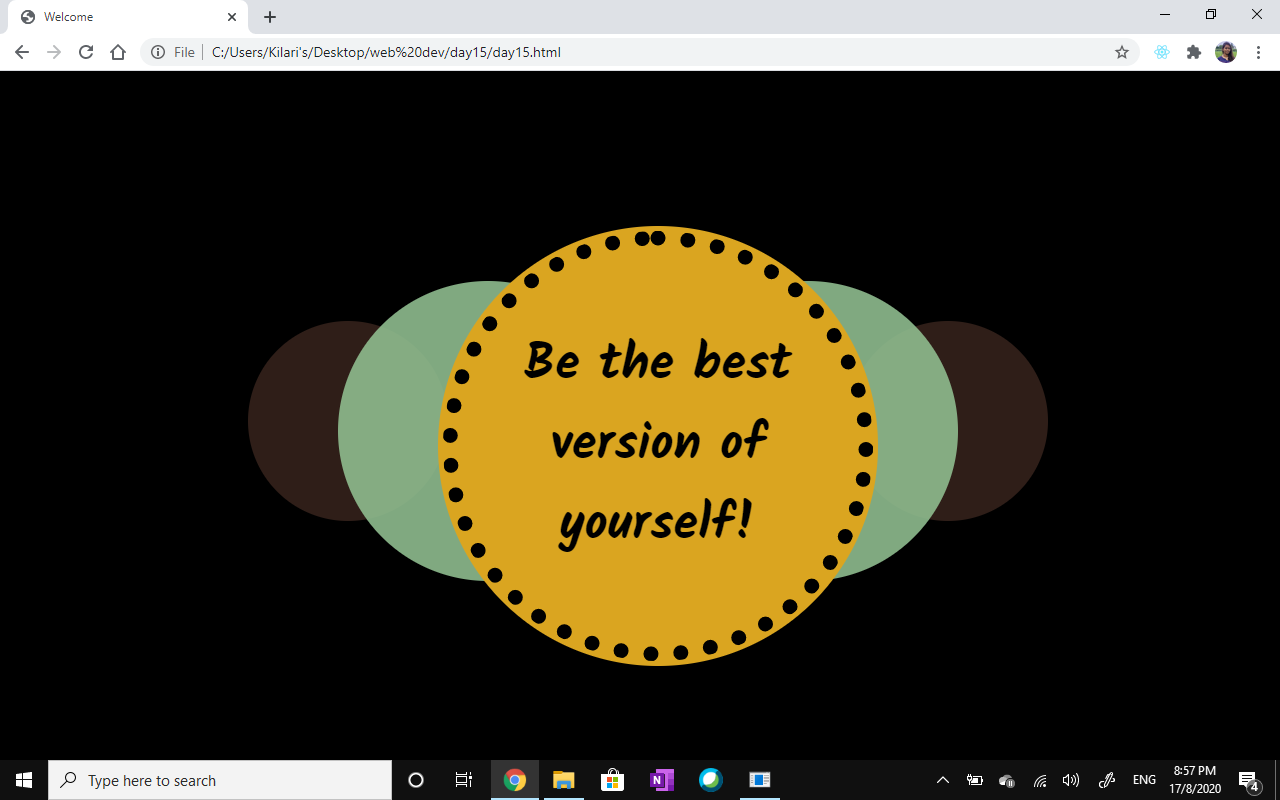 Welcome
File
C:/Users/Kilari's/Desktop/web%20dev/day15/day15.html
Be the best
version of
yourself!
Type here to search
N
ENG
8:57 PM
17/8/2020
4